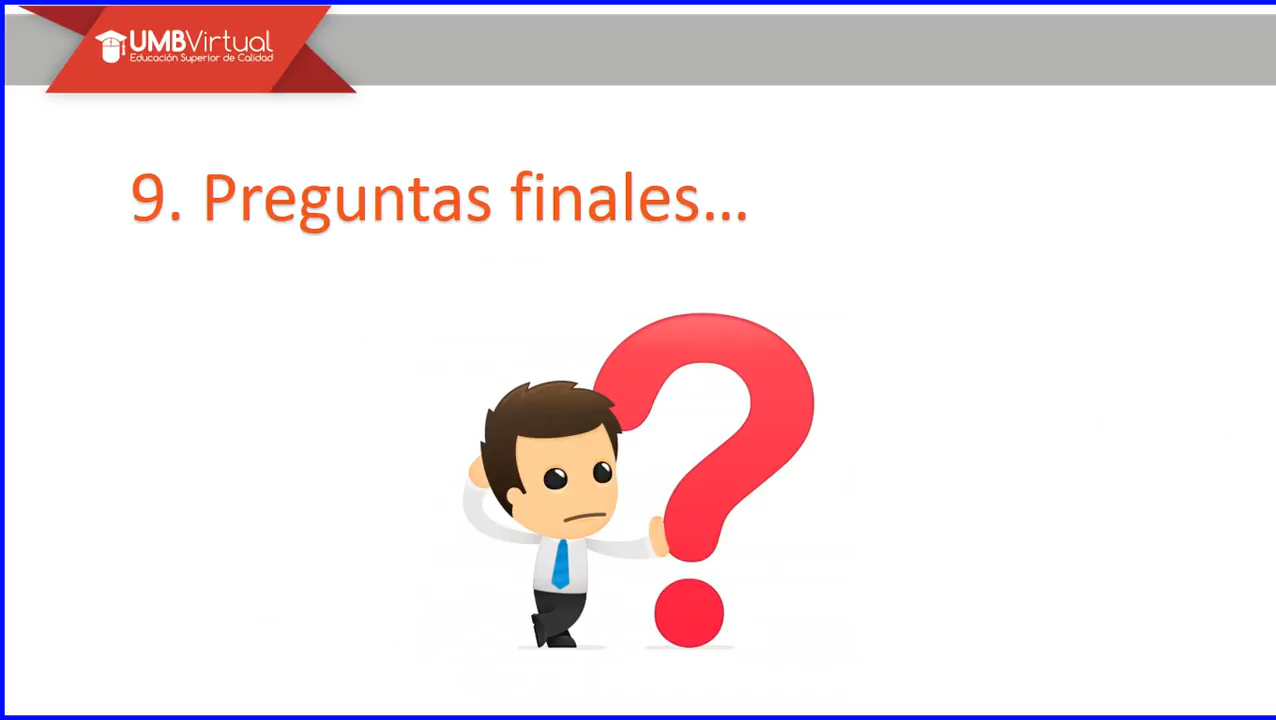 UMBVirtual
Educación Superior de Calidad
9. Preguntas finales...